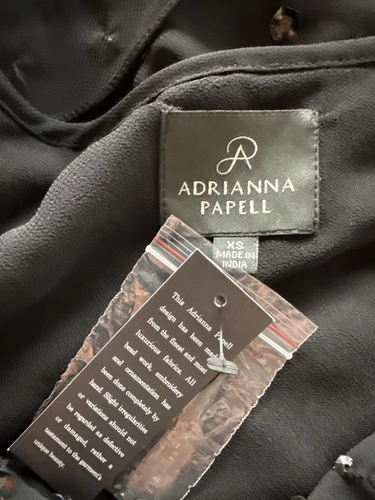 ADRIANNA
PAPELL
XS
MADE IN
INDIA
This Adrianna Papell
design has been made
from the finest and most
luxurious fabrics. All
bead work, embroidery
and ornamentation has
been done completely by
hand. Slight irregularities
or variations should not
be regarded as defective
or damaged, rather a
testament to the garment's
unique beauty.